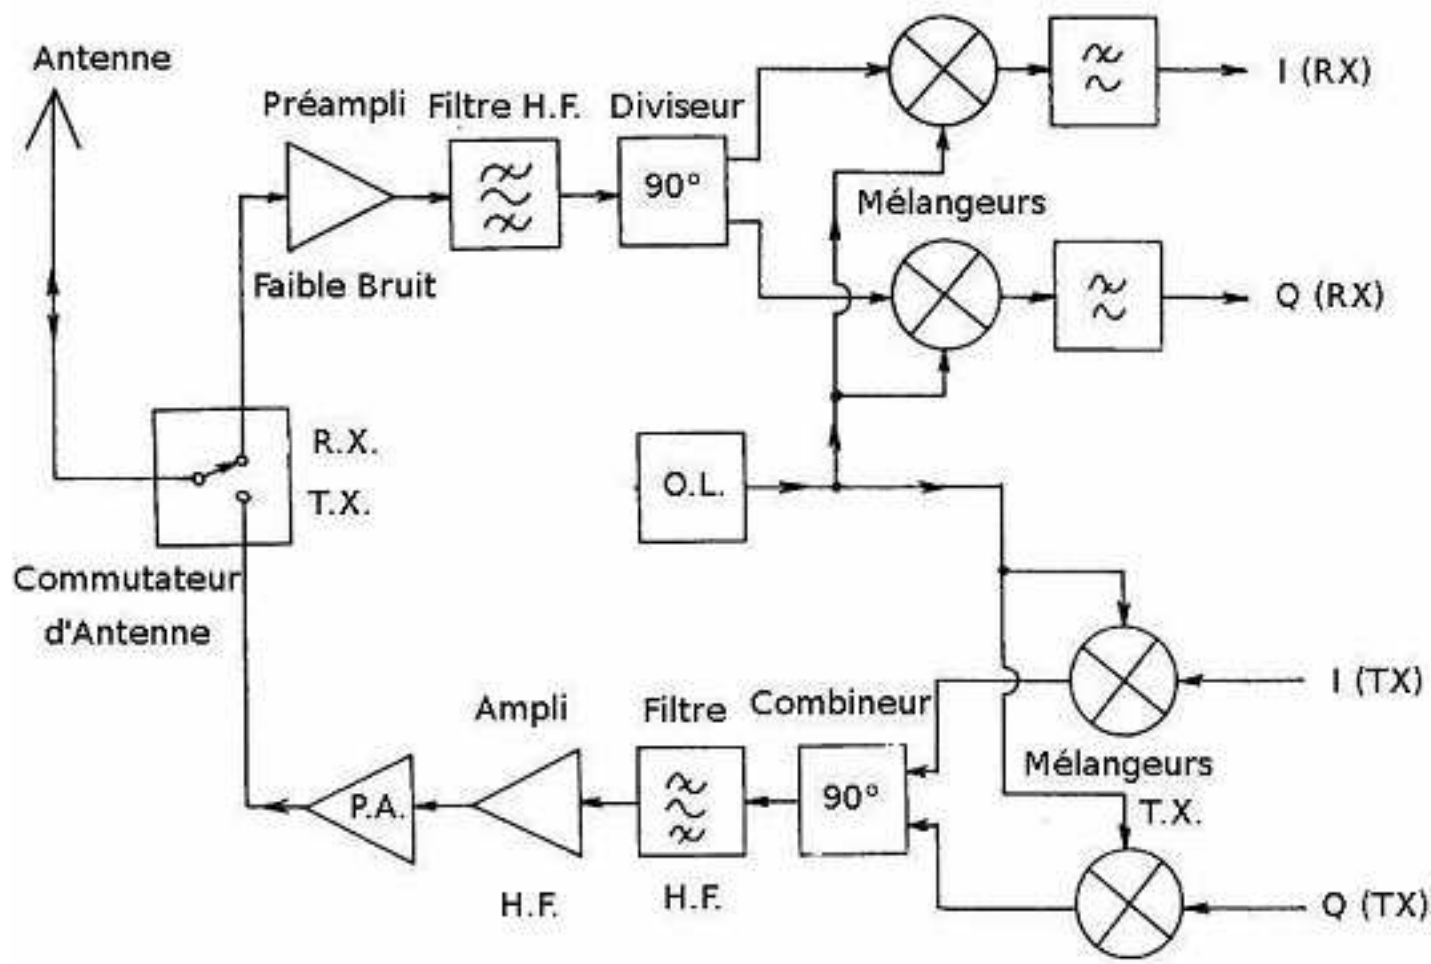 Antenne
Préampli
Filtre H.F.
Diviseur
I (RX)
90°
Mélangeurs
Faible Bruit
Q (RX)
R.X.
T.X.
O.L.
Commutateur
d'Antenne
I (TX)
Ampli
Filtre
Combineur
Mélangeurs
T.X.
P.A.
90°
H.F.
H.F.
Q (TX)